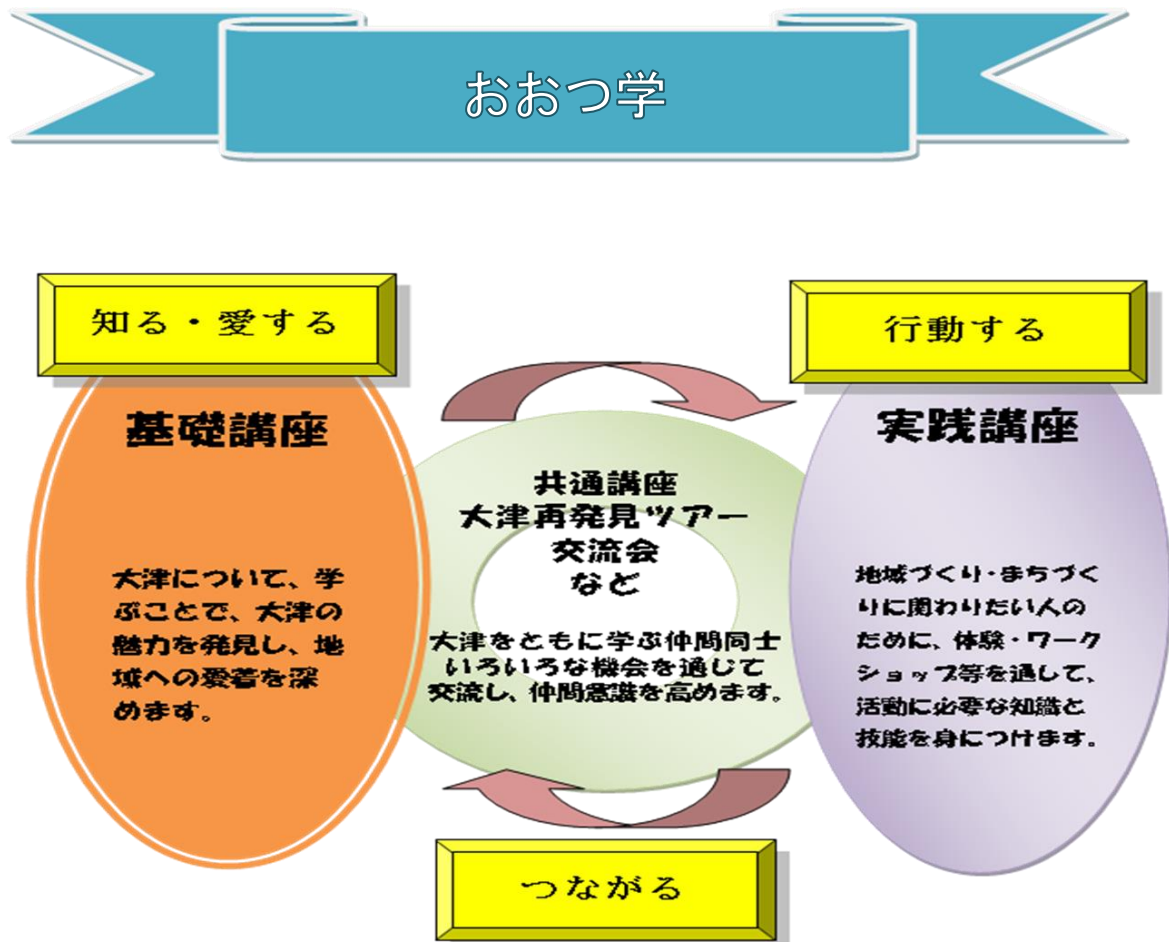 おおつ学
知る・愛する
基礎講座
大津について、学
ぶことで、大津の
魅力を発見し、地
域への愛着を深
めます。
共通講座
大津再発見ツアー
交流会
など
大津をともに学ぶ仲間同士
いろいろな機会を通じて
交流し、仲間意識を高めます。
つながる
行動する
実践講座
地域づくり・まちづく
りに関わりたい人の
ために、体験・ワーク
ショップ等を通して、
活動に必要な知識と
技能を身につけます。